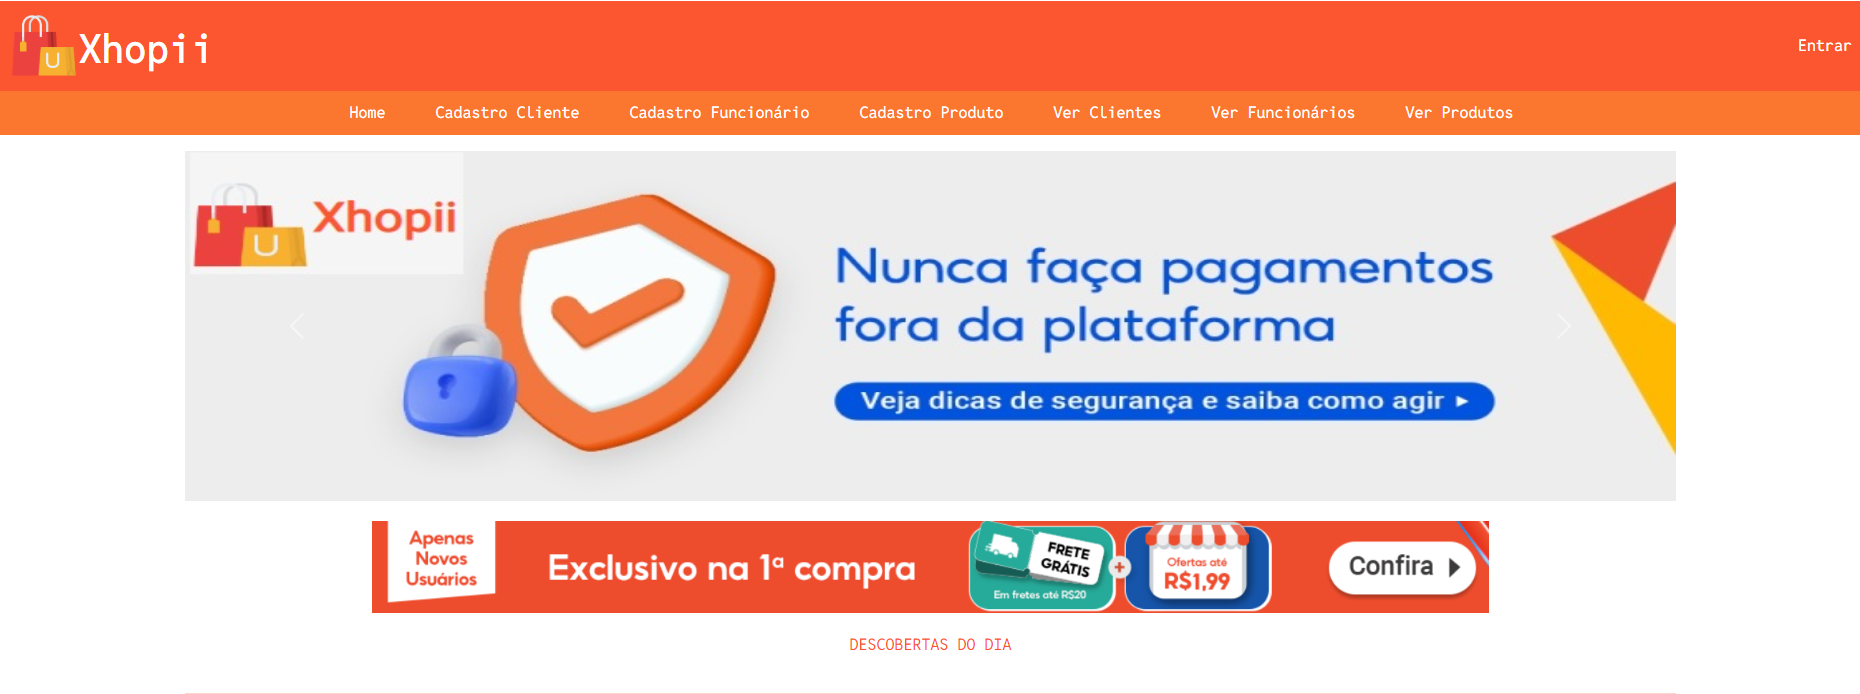 Xhopii
Entrar
Home Cadastro Cliente Cadastro Funcionário Cadastro Produto Ver Clientes Ver Funcionários Ver Produtos
Xhopii
Nunca faça pagamentos
fora da plataforma
Veja dicas de segurança e saiba como agir ►
Apenas
Novos
Usuários
Exclusivo na 1ª compra
FRETE
GRÁTIS
Em fretes até R$20
+
Ofertas até
R$1,99
Confira
DESCOBERTAS DO DIA